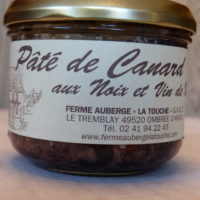 Pâté de Canard
aux Noix et Vin de
FERME AUBERGE - LA TOUCHE - G.A.E.C.
LE TREMBLAY 49520 OMBRÉE D'ANJOU
Tél. 02 41 94 22 45
www.fermeaubergelatouche.com